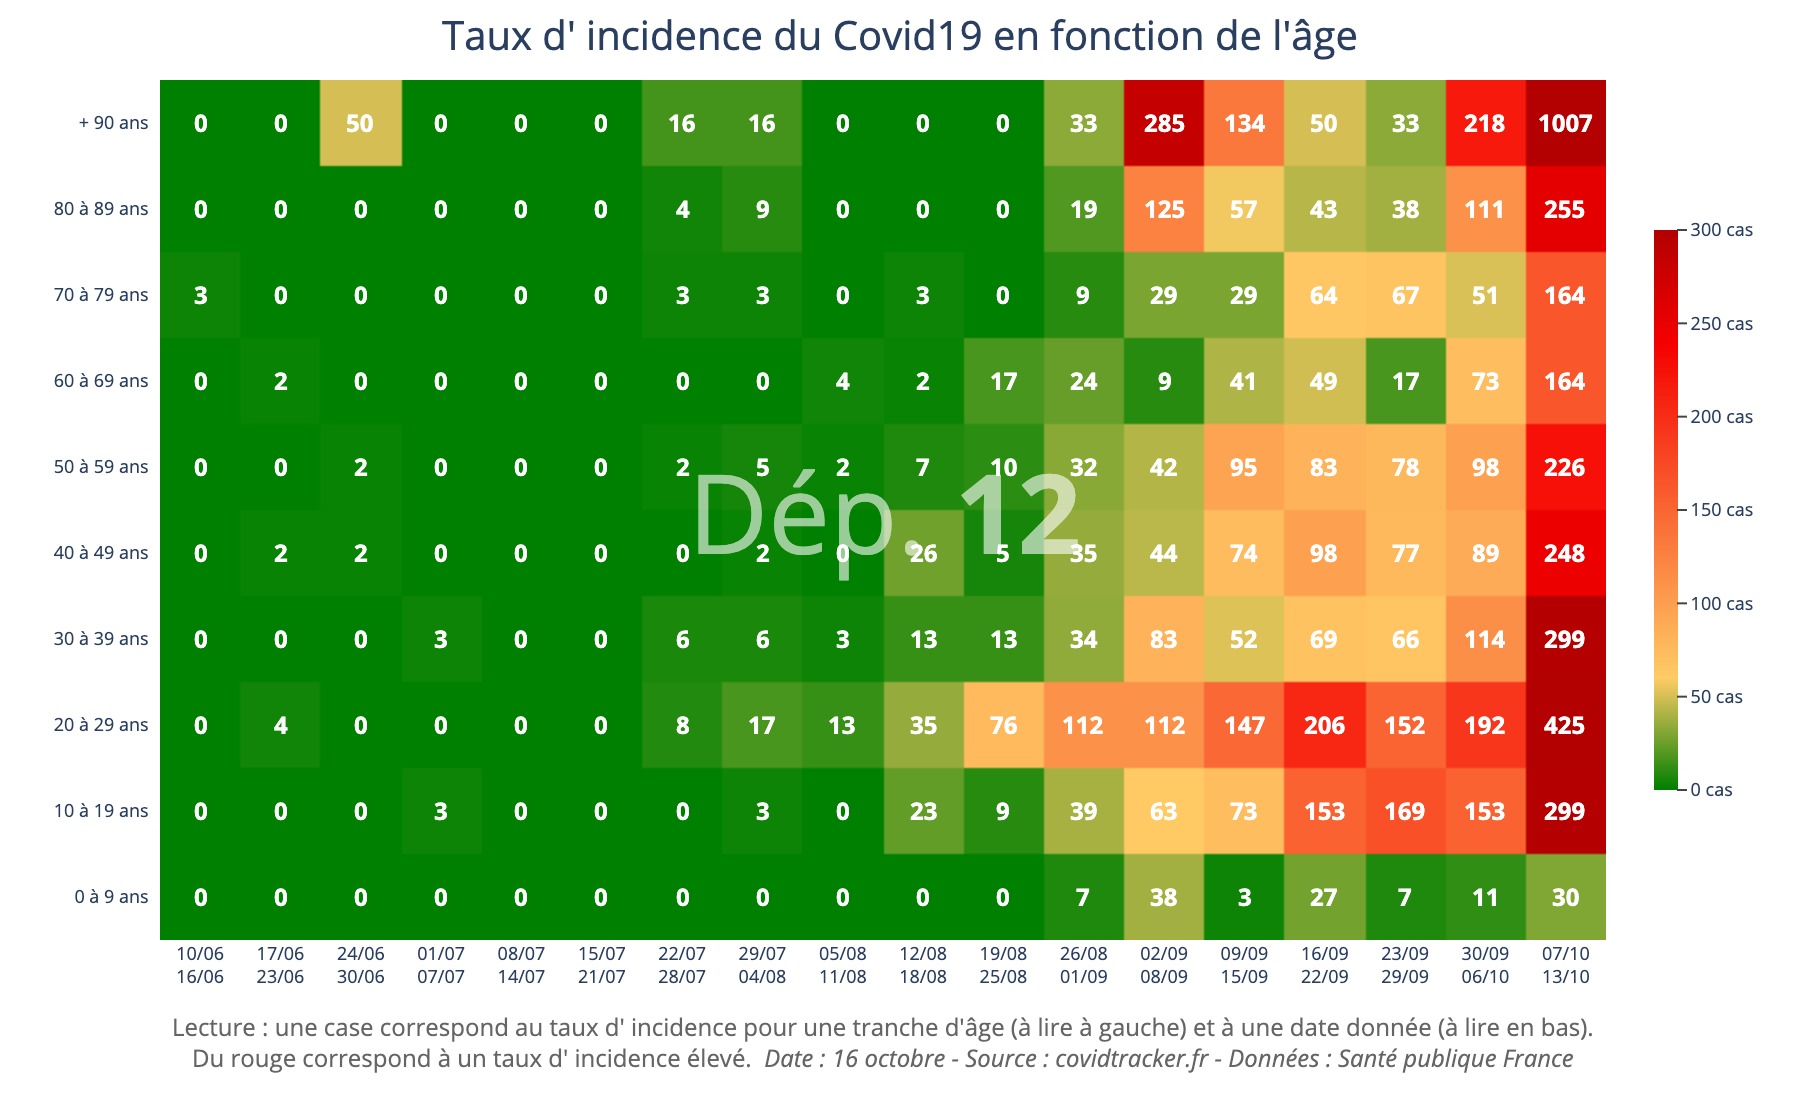 Taux d' incidence du Covid19 en fonction de l'âge
+ 90 ans 0 0 50 0 0 0 16 16 0 0 0 33 285 134 50 33 218 1007
80 à 89 ans 0 0 0 0 0 0 4 9 0 0 0 19 125 57 43 38 111 255
70 à 79 ans 3 0 0 0 0 0 3 3 0 3 0 9 29 29 64 67 51 164
60 à 69 ans 0 2 0 0 0 0 0 0 4 2 17 24 9 41 49 17 73 164
50 à 59 ans 0 0 2 0 0 0 2 5 2 7 10 32 42 95 83 78 98 226
Dép. 12
40 à 49 ans 0 2 2 0 0 0 0 2 0 26 5 35 44 74 98 77 89 248
30 à 39 ans 0 0 0 3 0 0 6 6 3 13 13 34 83 52 69 66 114 299
20 à 29 ans 0 4 0 0 0 0 8 17 13 35 76 112 112 147 206 152 192 425
10 à 19 ans 0 0 0 3 0 0 0 3 0 23 9 39 63 73 153 169 153 299
0 à 9 ans 0 0 0 0 0 0 0 0 0 0 0 7 38 3 27 7 11 30
10/06 17/06 24/06 01/07 08/07 15/07 22/07 29/07 05/08 12/08 19/08 26/08 02/09 09/09 16/09 23/09 30/09 07/10
16/06 23/06 30/06 07/07 14/07 21/07 28/07 04/08 11/08 18/08 25/08 01/09 08/09 15/09 22/09 29/09 06/10 13/10
300 cas
250 cas
200 cas
150 cas
100 cas
50 cas
0 cas
Lecture : une case correspond au taux d' incidence pour une tranche d'âge (à lire à gauche) et à une date donnée (à lire en bas).
Du rouge correspond à un taux d' incidence élevé. Date : 16 octobre - Source : covidtracker.fr - Données : Santé publique France